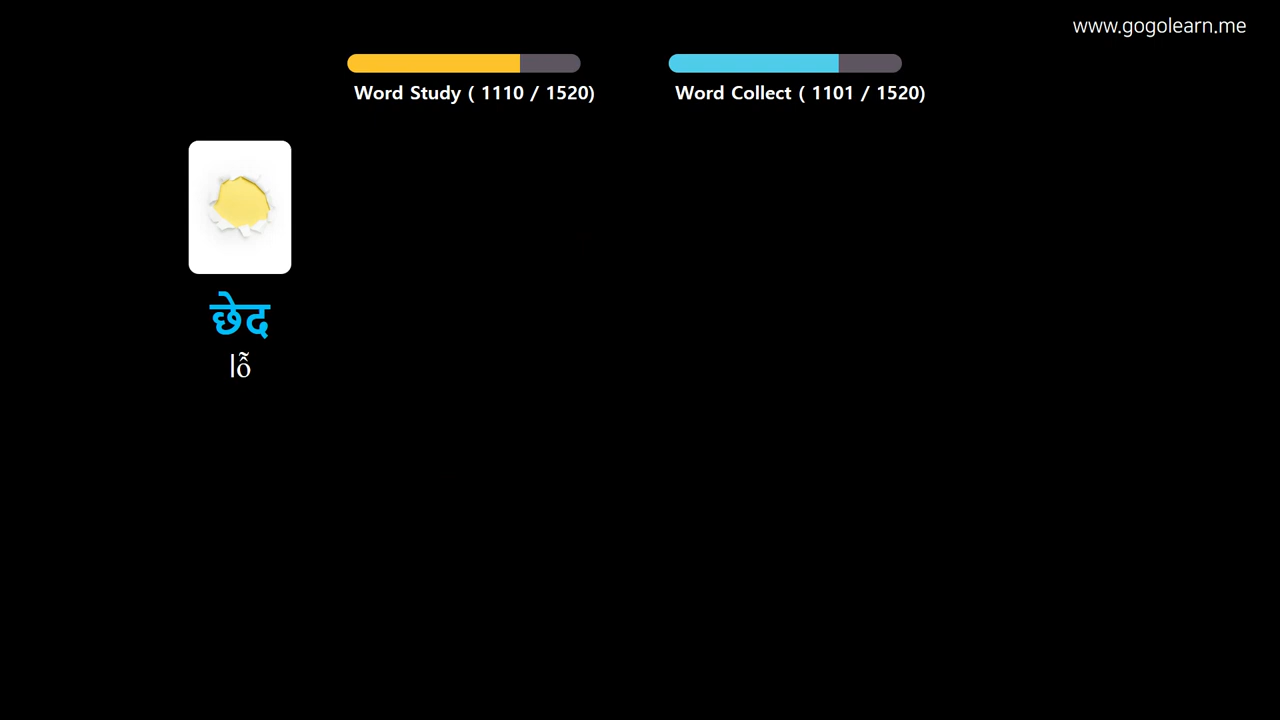 www.gogolearn.me
Word Study ( 1110 / 1520)
Word Collect ( 1101 / 1520)
छेद
lỗ